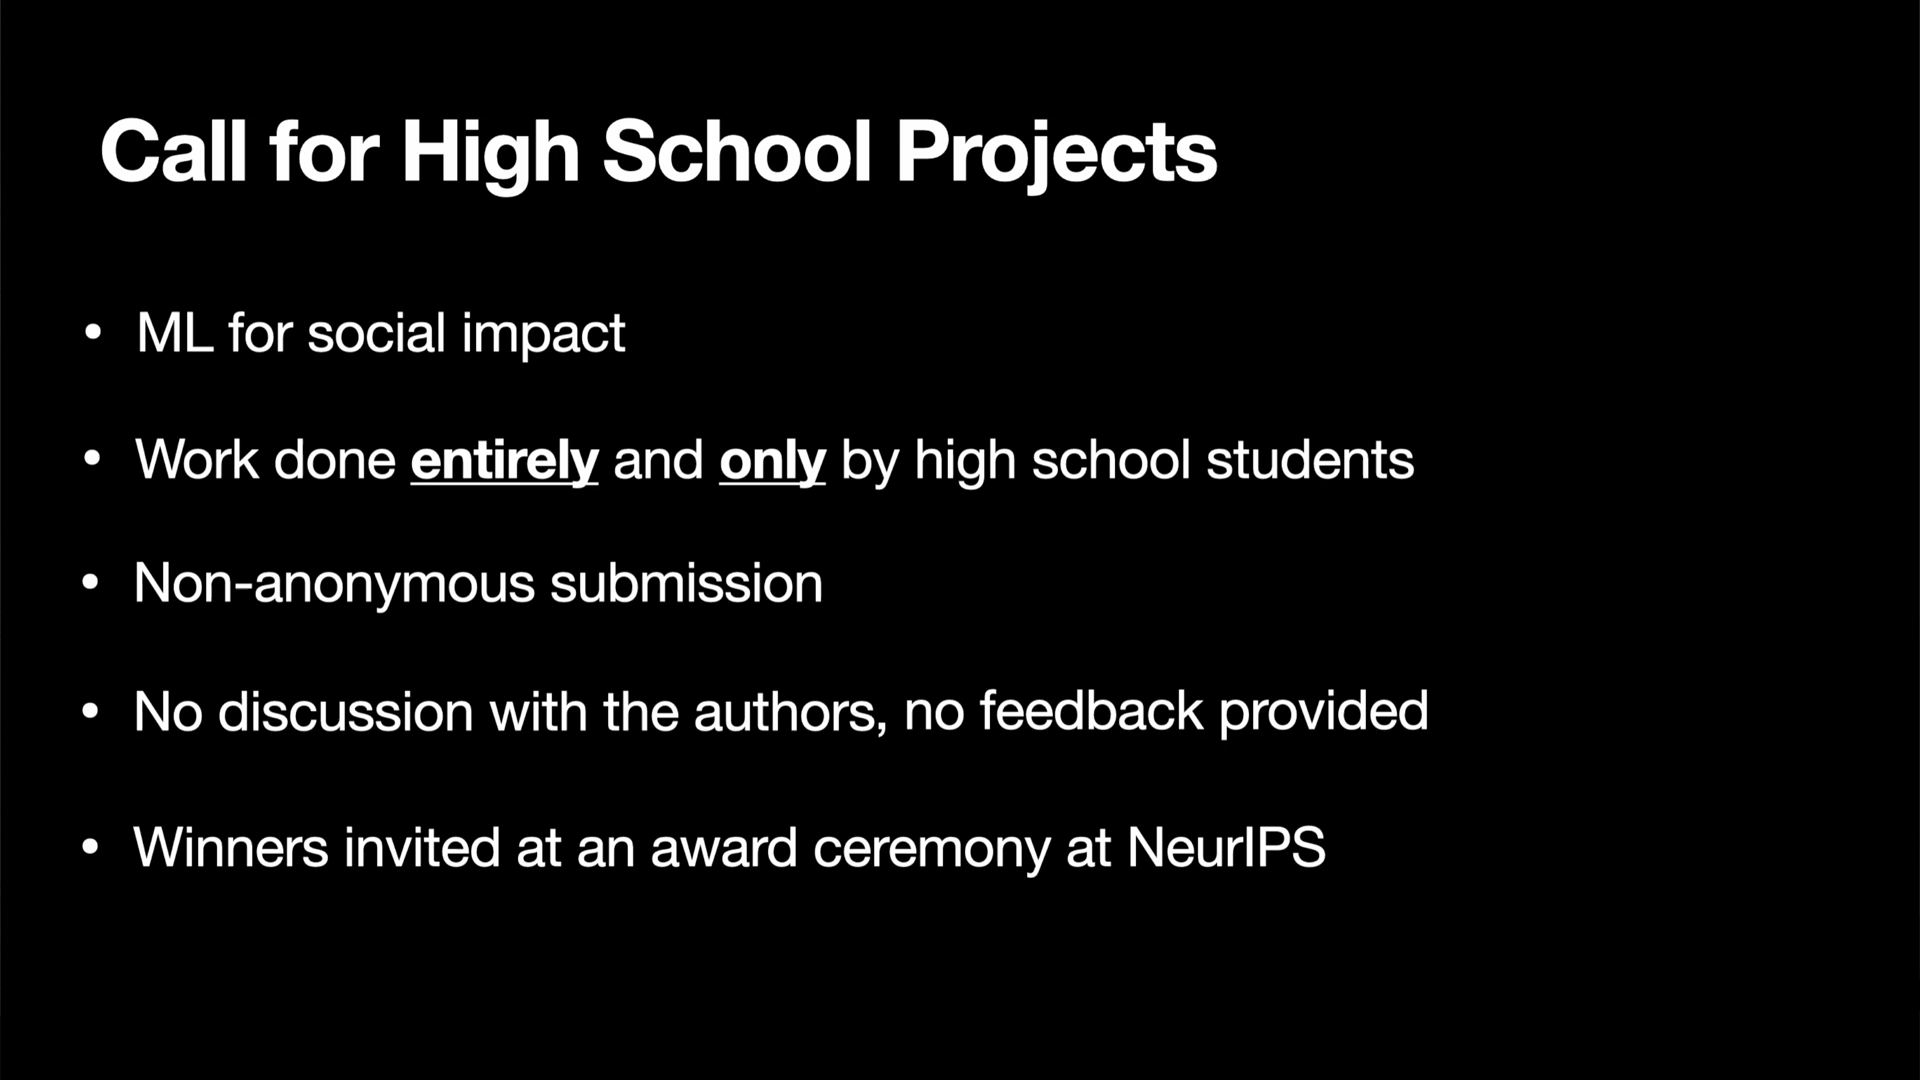 Call for High School Projects
• ML for social impact
• Work done entirely and only by high school students
• Non-anonymous submission
• No discussion with the authors, no feedback provided
• Winners invited at an award ceremony at NeurIPS